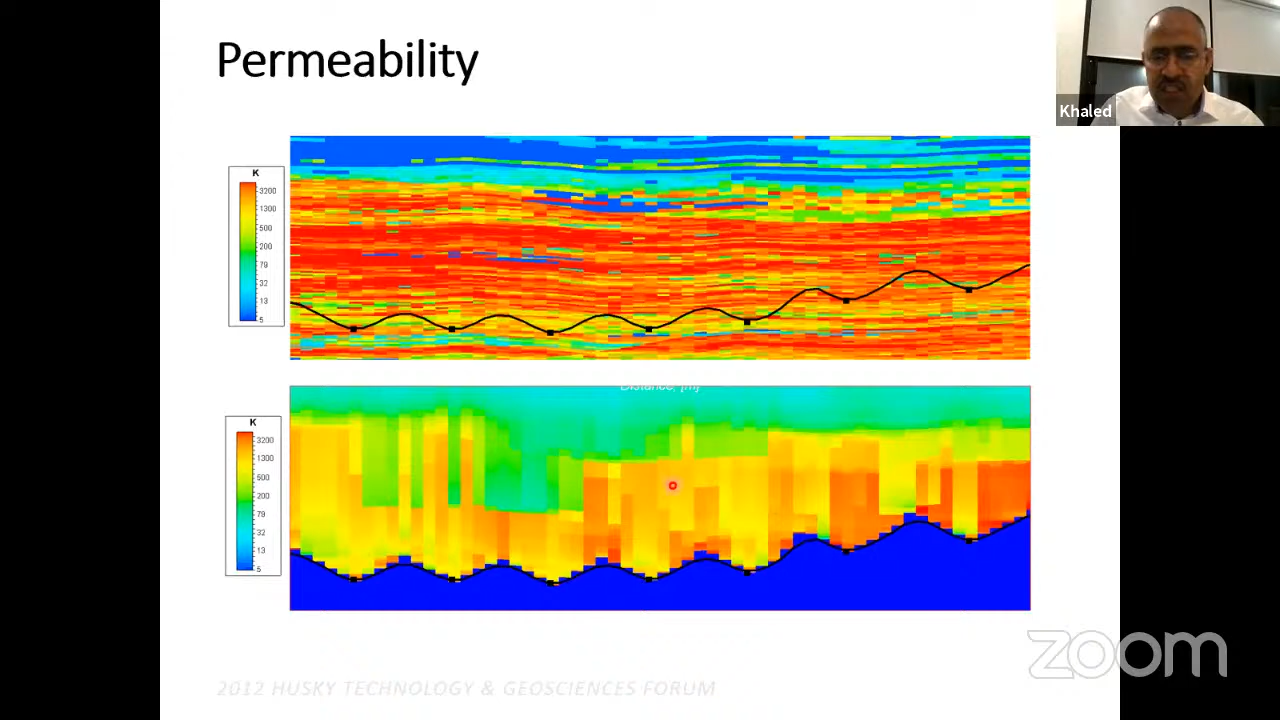 Permeability
Khaled
K
3200
1300
500
200
79
32
13
5
Distance, [m]
K
3200
1300
500
200
79
32
13
5
2012 HUSKY TECHNOLOGY & GEOSCIENCES FORUM
zoom